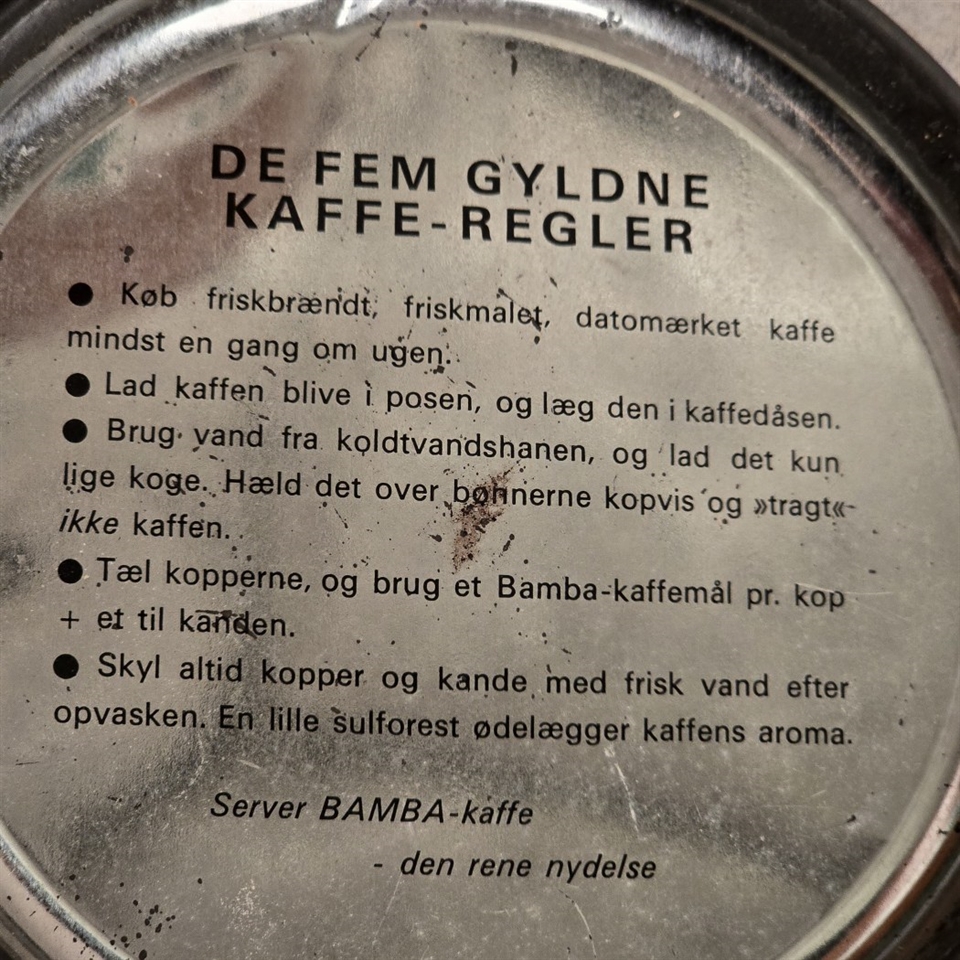 DE FEM GYLDNE
KAFFE-REGLER
● Køb friskbrændt, friskmalet, datomærket kaffe
mindst en gang om ugen.
● Lad kaffen blive i posen, og læg den i kaffedåsen.
● Brug vand fra koldtvandshanen, og lad det kun
lige koge. Hæld det over bønnerne kopvis og »tragt«
ikke kaffen.
● Tæl kopperne, og brug et Bamba-kaffemål pr. kop
+ et til kanden.
● Skyl altid kopper og kande med frisk vand efter
opvasken. En lille sulforest ødelægger kaffens aroma.
Server BAMBA-kaffe
- den rene nydelse